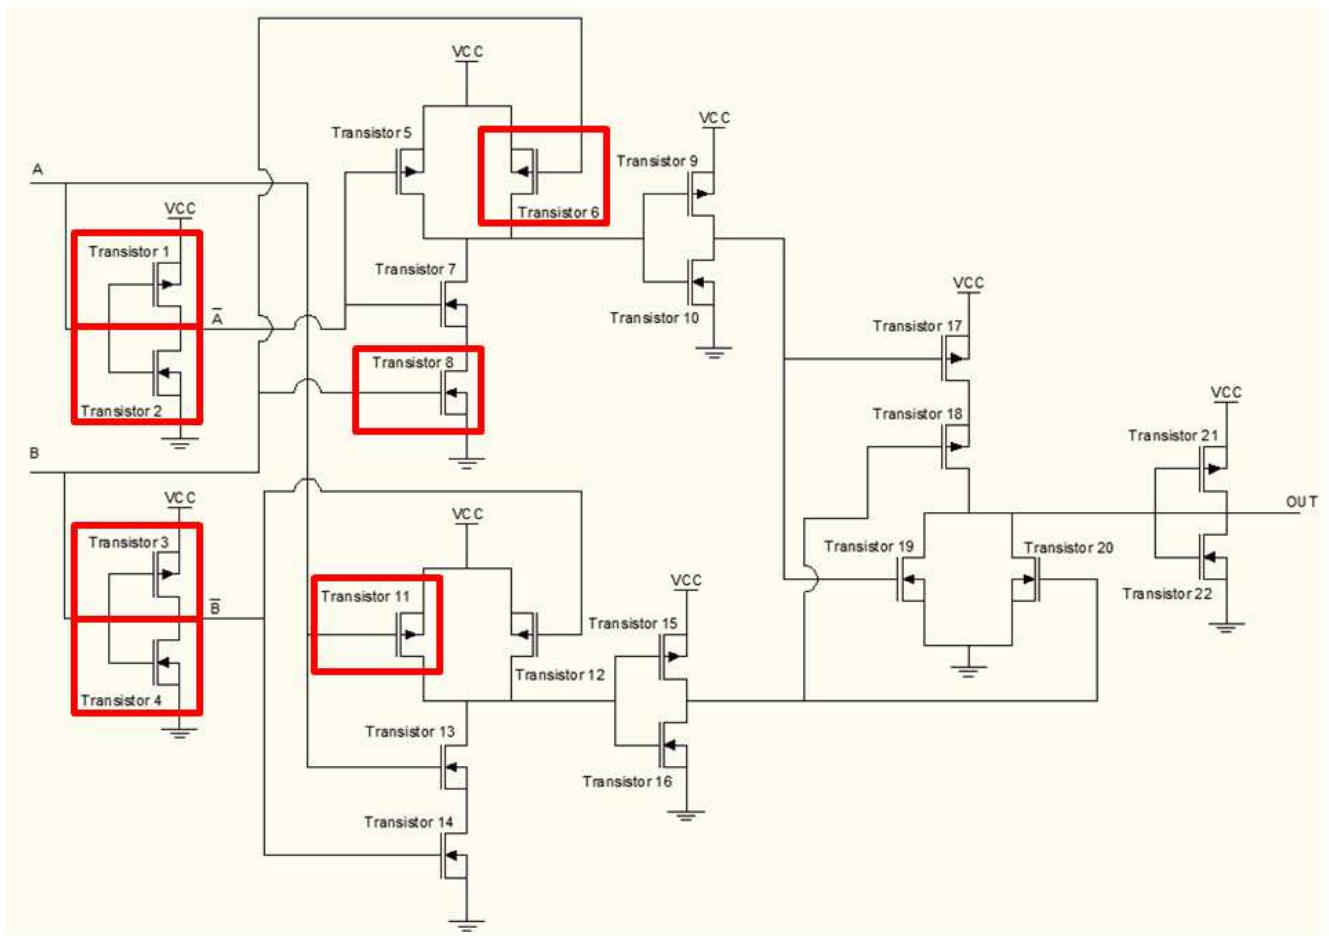 VCC
Transistor 5
VCC
Transistor 9
A
VCC
Transistor 6
Transistor 1
Transistor 7
VCC
A̅
Transistor 10
Transistor 17
Transistor 8
VCC
Transistor 2
Transistor 18
Transistor 21
B
VCC
OUT
VCC
Transistor 3
Transistor 19
Transistor 20
VCC
Transistor 11
Transistor 22
B̅
Transistor 15
Transistor 12
Transistor 4
Transistor 13
Transistor 16
Transistor 14